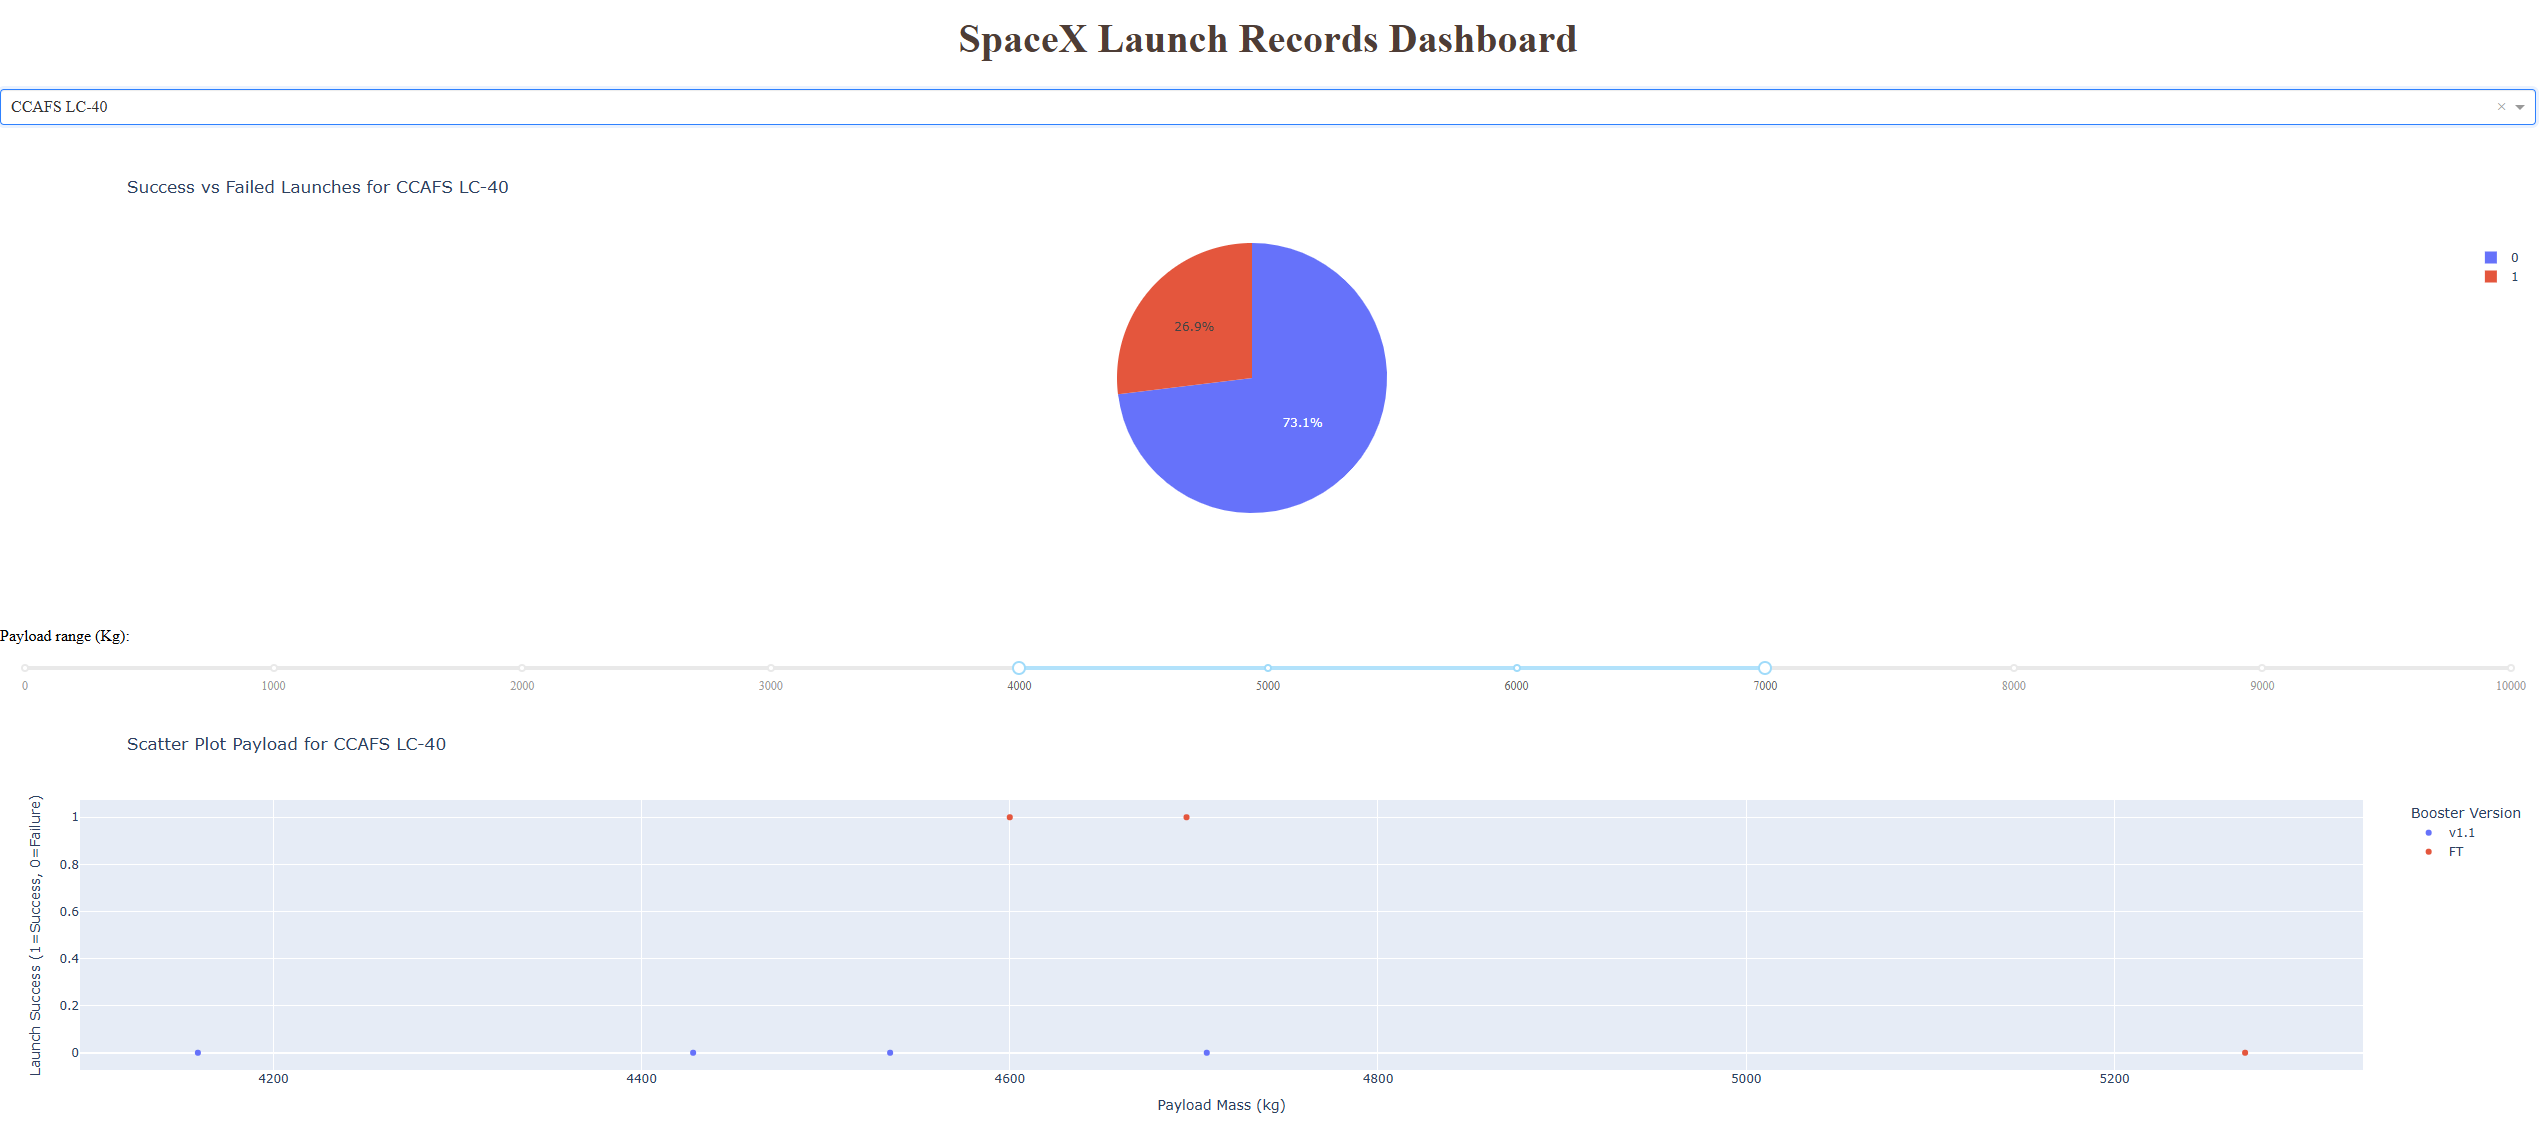 SpaceX Launch Records Dashboard
CCAFS LC-40
Success vs Failed Launches for CCAFS LC-40
0
1
26.9%
73.1%
Payload range (Kg):
0 1000 2000 3000 4000 5000 6000 7000 8000 9000 10000
Scatter Plot Payload for CCAFS LC-40
Launch Success (1=Success, 0=Failure)
1
0.8
0.6
0.4
0.2
0
4200 4400 4600 4800 5000 5200
Payload Mass (kg)
Booster Version
v1.1
FT